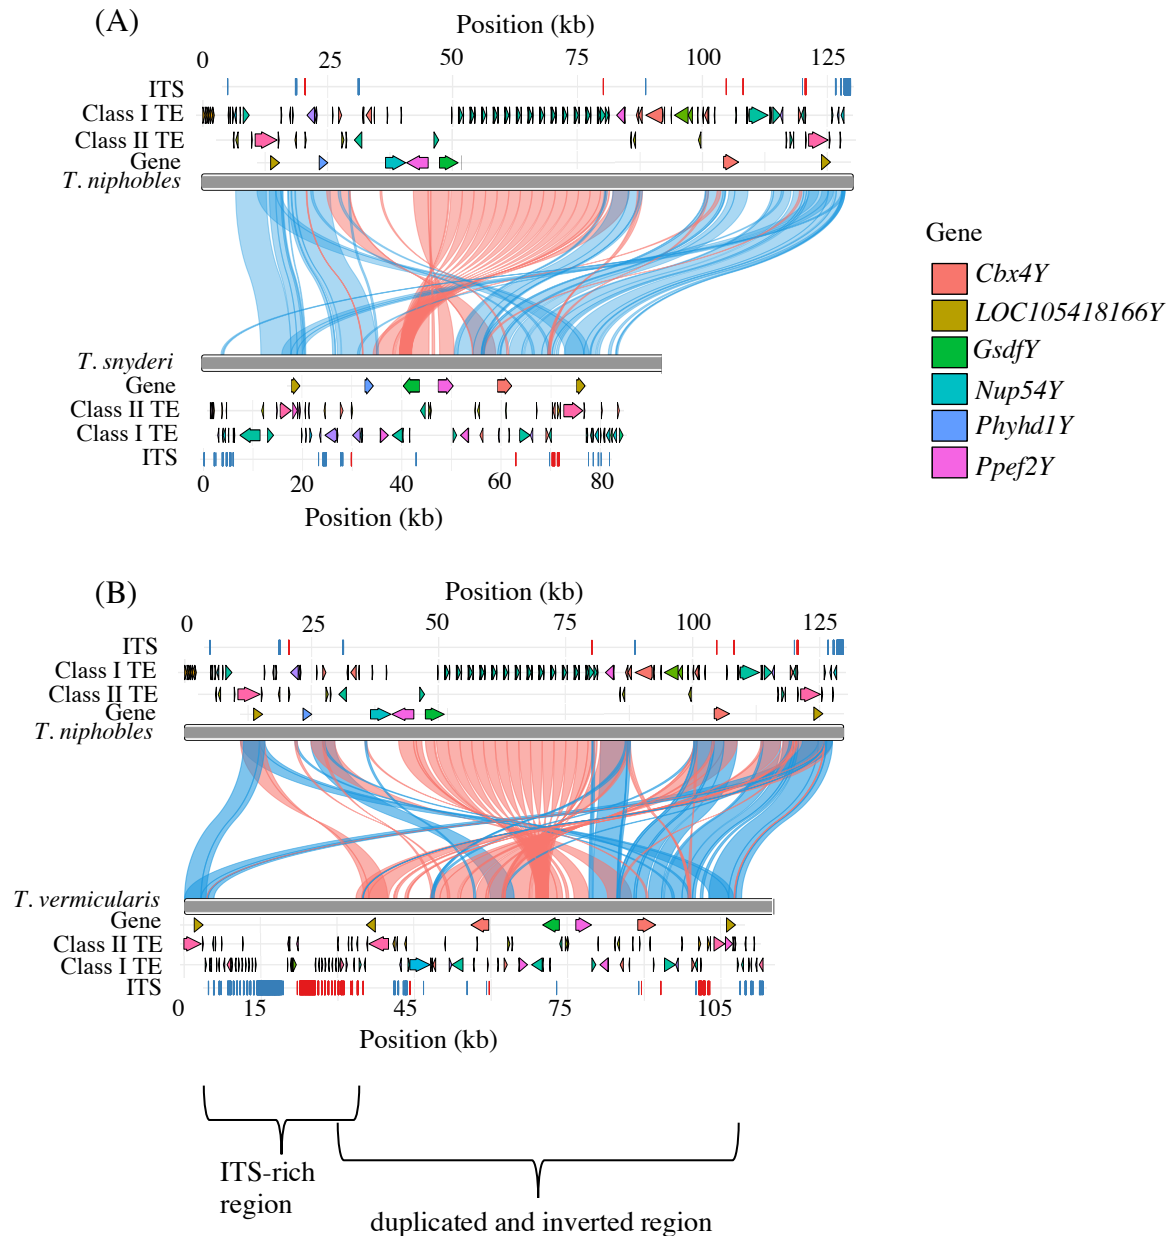 (A)
Position (kb)
0 25 50 75 100 125
ITS
Class I TE
Class II TE
Gene
T. niphobles
T. snyderi
Gene
Class II TE
Class I TE
ITS
0 20 40 60 80
Position (kb)
Gene
Cbx4Y
LOC105418166Y
GsdfY
Nup54Y
Phyhd1Y
Ppef2Y
(B)
Position (kb)
0 25 50 75 100 125
ITS
Class I TE
Class II TE
Gene
T. niphobles
T. vermicularis
Gene
Class II TE
Class I TE
ITS
0 15 45 75 105
Position (kb)
ITS-rich
region
duplicated and inverted region